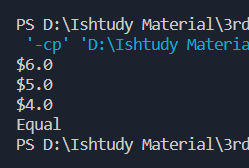 PS D:\Ishtudy Material\3rd
'-cp' 'D:\Ishtudy Materia
$6.0
$5.0
$4.0
Equal
PS D:\Ishtudy Material\3rd